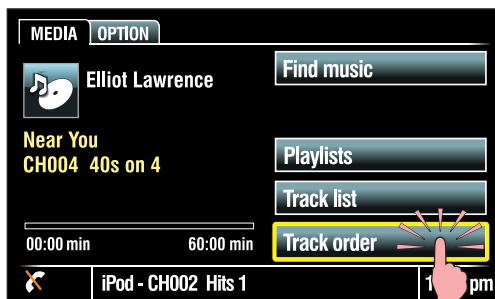 MEDIA OPTION
Elliot Lawrence
Find music
Near You
CH004 40s on 4
Playlists
Track list
00:00 min 60:00 min
Track order
iPod - CH002 Hits 1
pm